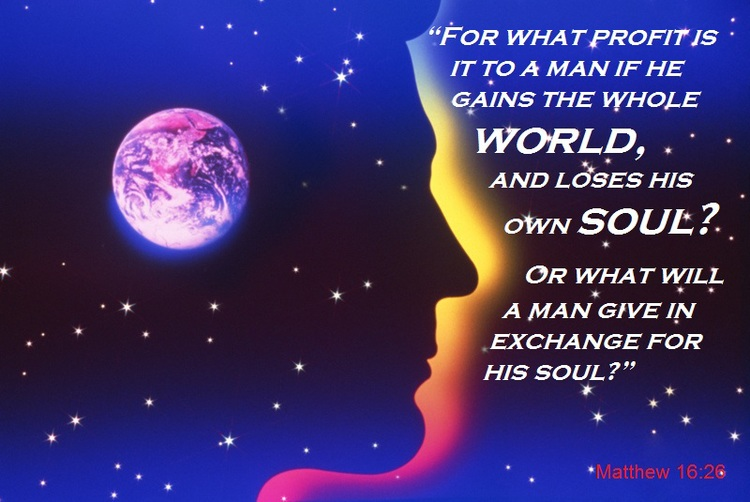 “FOR WHAT PROFIT IS
IT TO A MAN IF HE
GAINS THE WHOLE
WORLD,
AND LOSES HIS
OWN SOUL?
OR WHAT WILL
A MAN GIVE IN
EXCHANGE FOR
HIS SOUL?”
Matthew 16:26